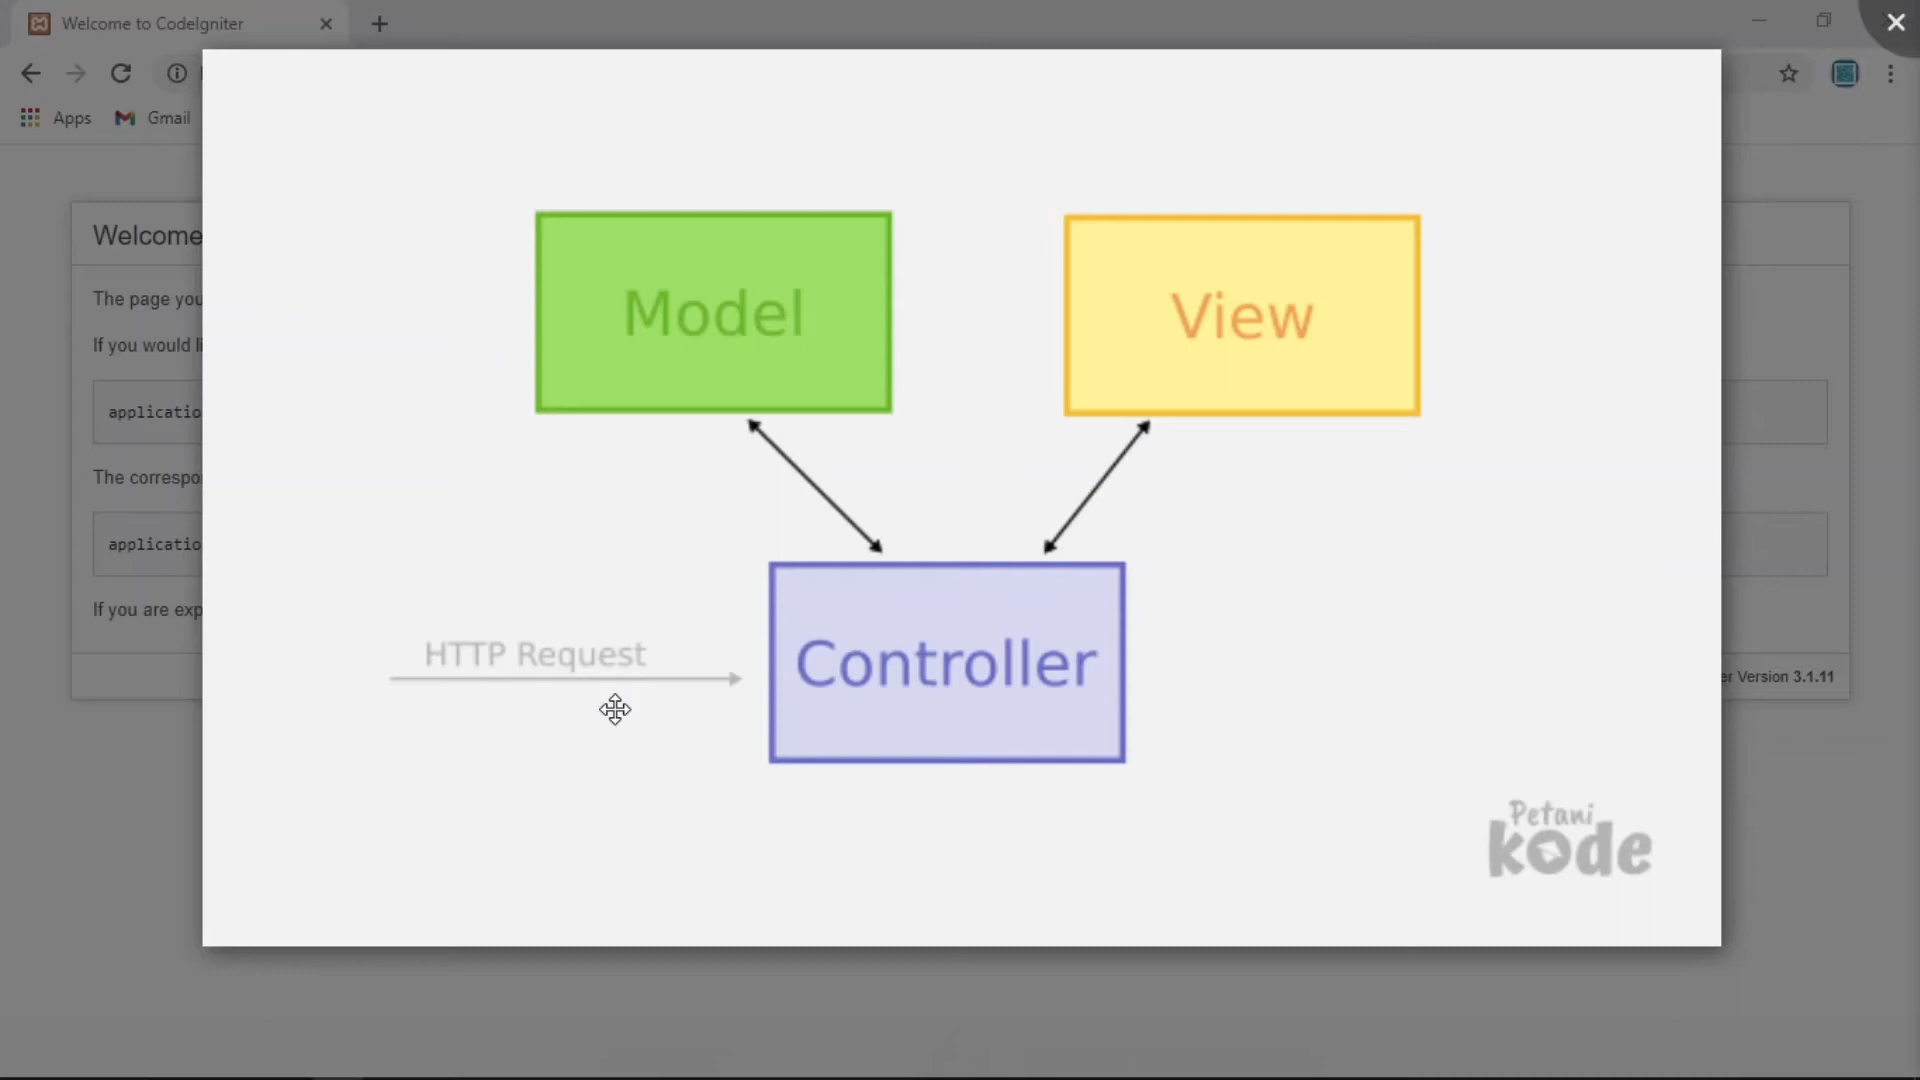 Welcome to CodeIgniter
Apps
Gmail
Welcome
The page you
If you would li
applicatio
The correspo
applicatio
If you are exp
er Version 3.1.11
Model
View
HTTP Request
Controller
Petani
kode